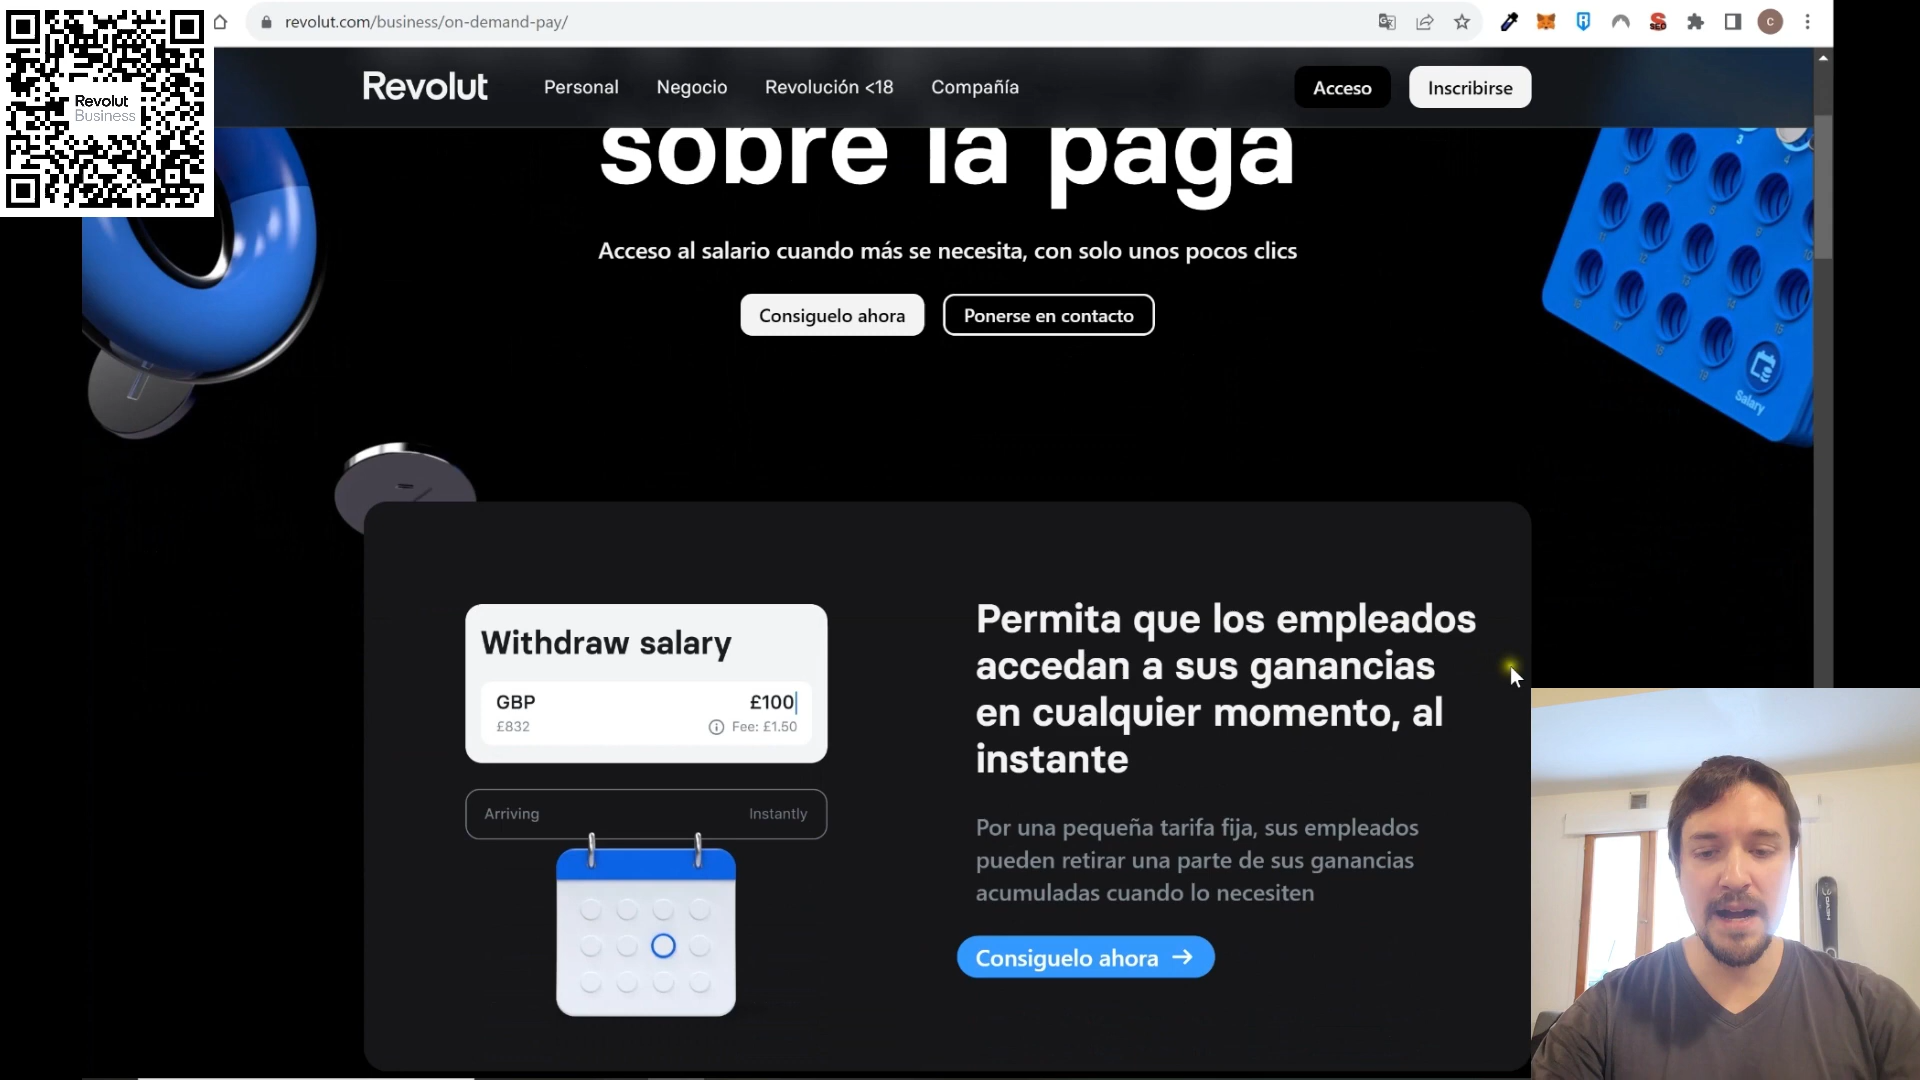 revolut.com/business/on-demand-pay/
SEO
C
Revolut
Business
Revolut
Personal
Negocio
Revolución <18
Compañía
Acceso
Inscribirse
sobre la paga
Acceso al salario cuando más se necesita, con solo unos pocos clics
Consiguelo ahora
Ponerse en contacto
Salary
Withdraw salary
GBP
£100
£832
Fee: £1.50
Arriving
Instantly
Permita que los empleados
accedan a sus ganancias
en cualquier momento, al
instante
Por una pequeña tarifa fija, sus empleados
pueden retirar una parte de sus ganancias
acumuladas cuando lo necesiten
Consiguelo ahora →
HEAD